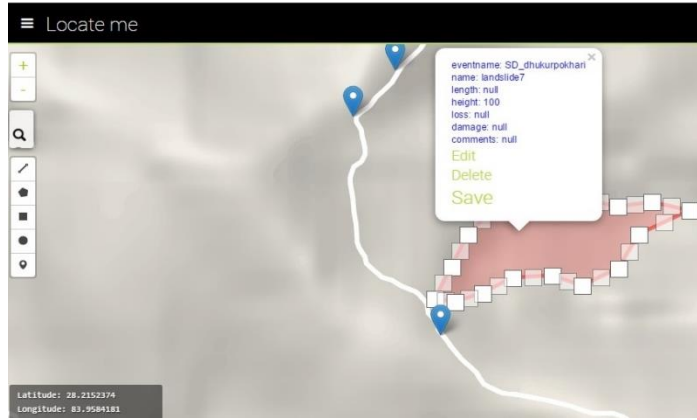 Locate me
+
-
eventname: SD_dhukurpokhari
name: landslide7
length: null
height: 100
loss: null
damage: null
comments: null
Edit
Delete
Save
Latitude: 28.2152374
Longitude: 83.9584181